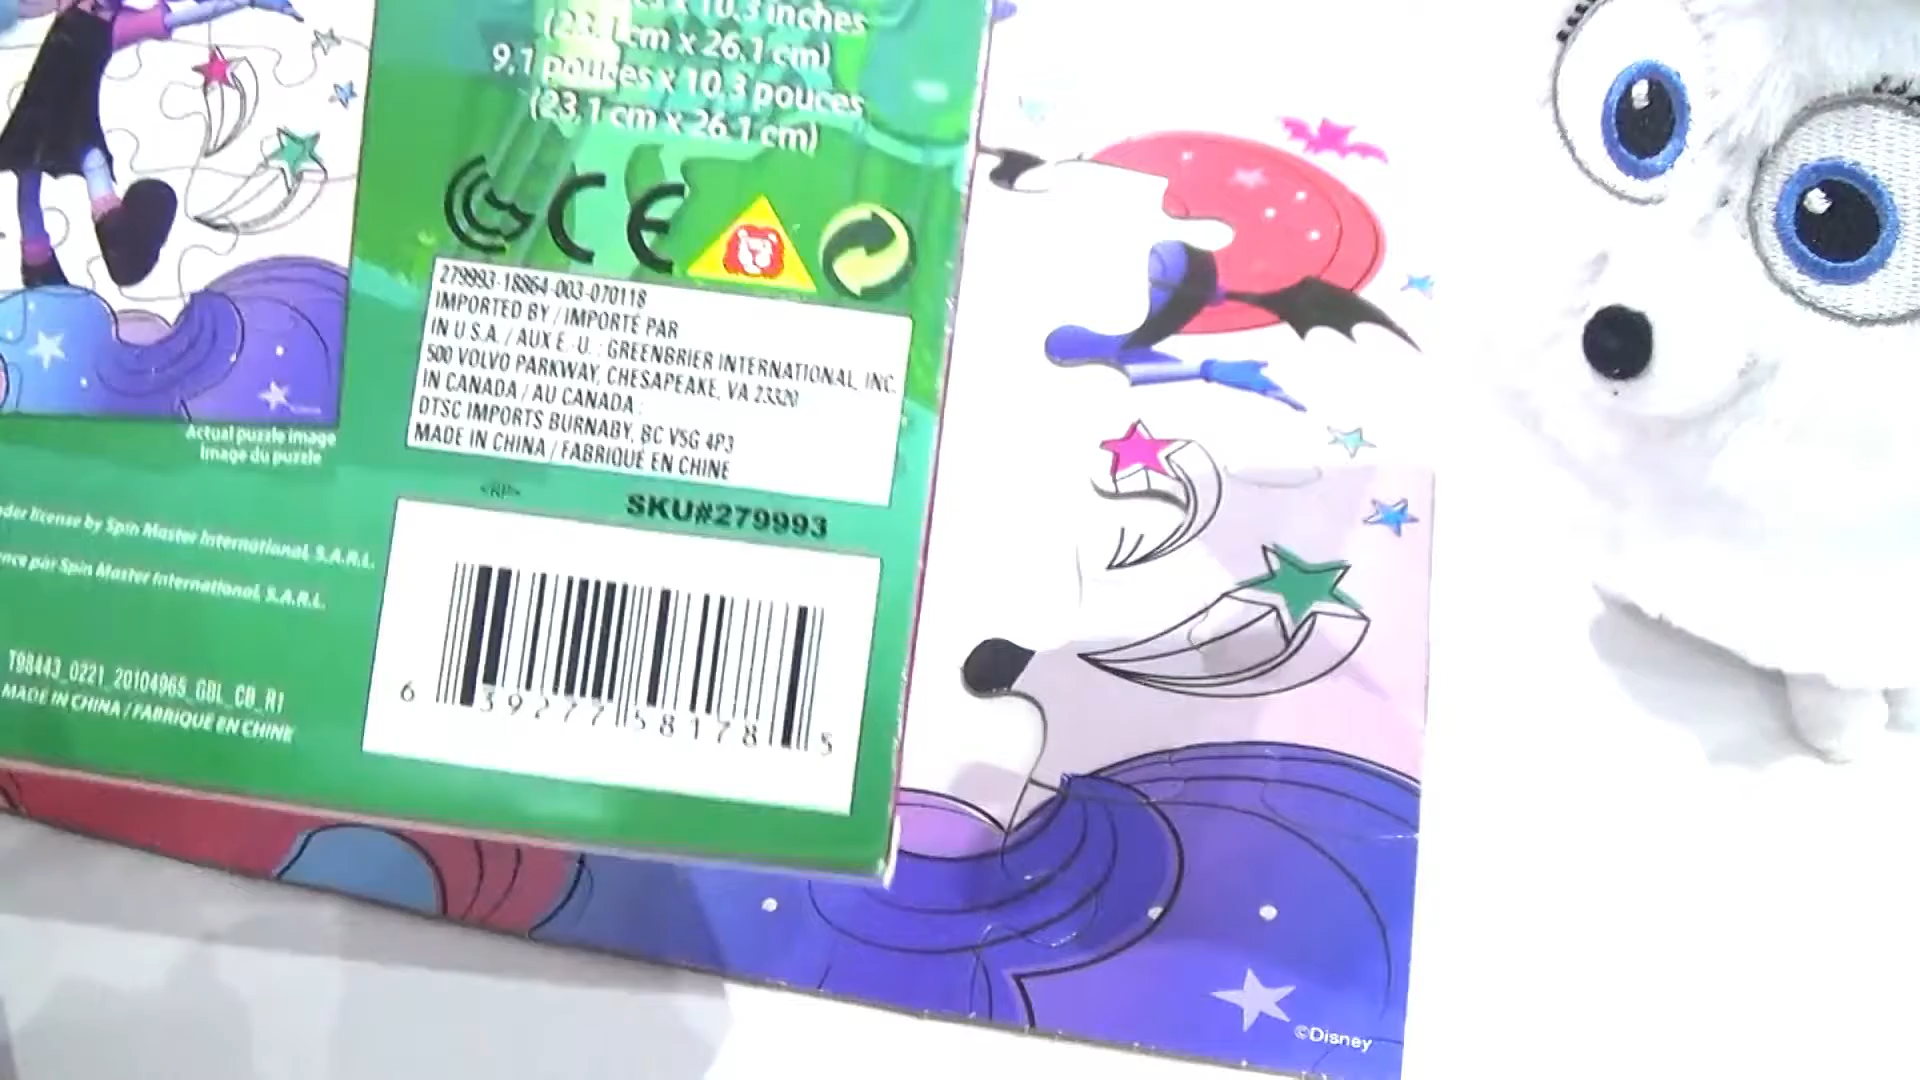 x 10.3 inches
(23.1 cm x 26.1 cm)
9,1 pouces x 10,3 pouces
(23,1 cm x 26,1 cm)
CE
279993-18864-003-070118
IMPORTED BY / IMPORTÉ PAR
IN U.S.A. / AUX E.-U. : GREENBRIER INTERNATIONAL, INC.
500 VOLVO PARKWAY, CHESAPEAKE, VA 23320
IN CANADA / AU CANADA :
DTSC IMPORTS BURNABY, BC V5G 4P3
MADE IN CHINA / FABRIQUÉ EN CHINE
<RP>
SKU#279993
6 39277 58178 5
Actual puzzle image
Image du puzzle
license by Spin Master International, S.A.R.L.
par Spin Master International, S.A.R.L.
T98443_0221_20104965_GBL_CB_R1
MADE IN CHINA / FABRIQUÉ EN CHINE
©Disney